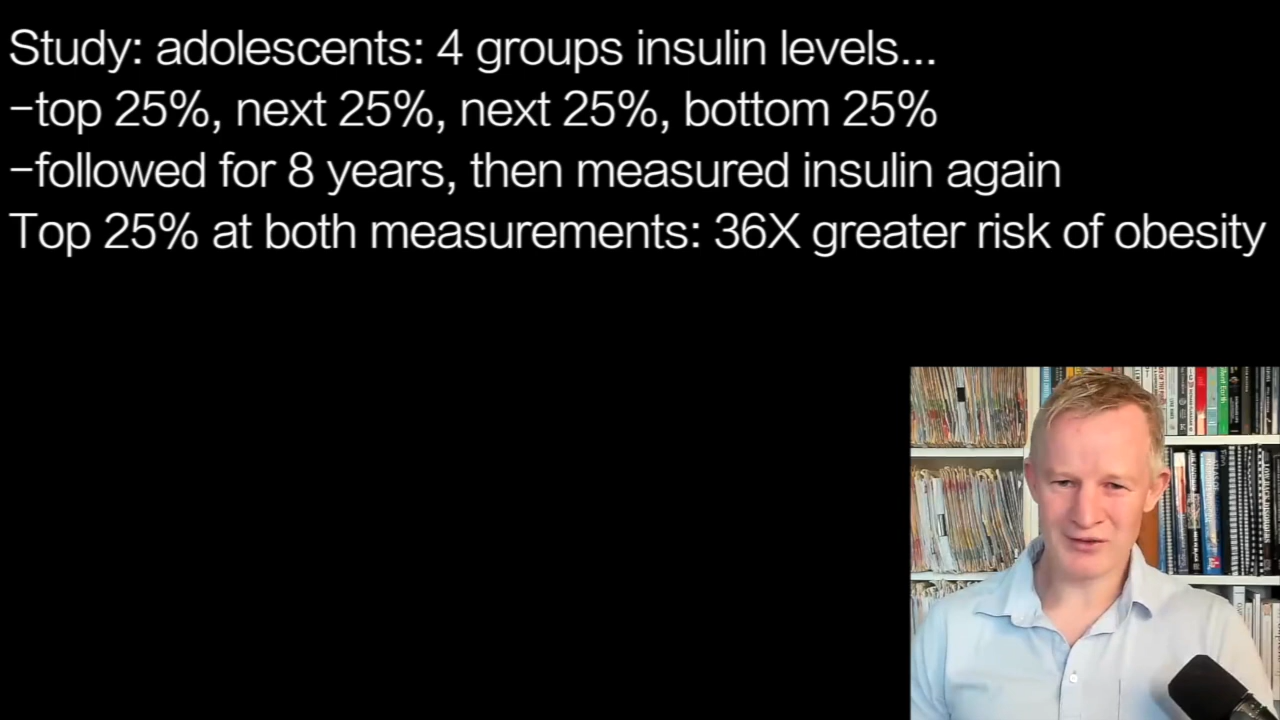 Study: adolescents: 4 groups insulin levels...
–top 25%, next 25%, next 25%, bottom 25%
–followed for 8 years, then measured insulin again
Top 25% at both measurements: 36X greater risk of obesity